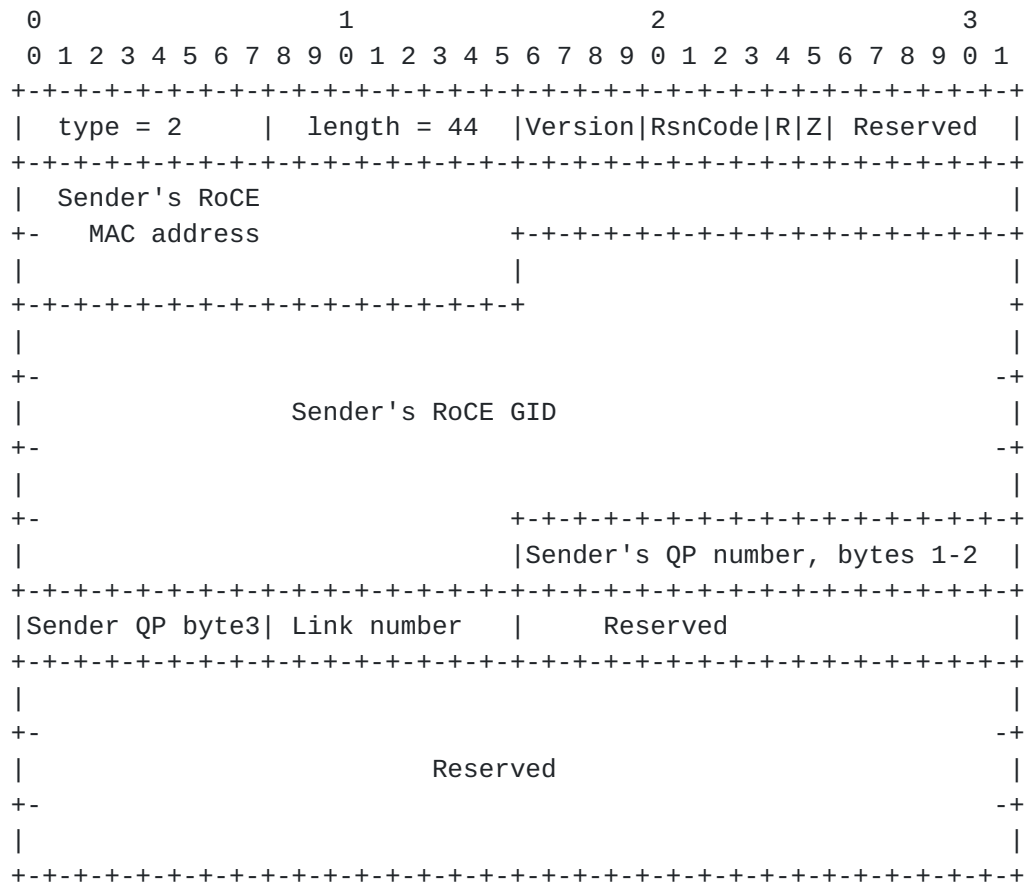 0                   1                   2                   3
 0 1 2 3 4 5 6 7 8 9 0 1 2 3 4 5 6 7 8 9 0 1 2 3 4 5 6 7 8 9 0 1
+-+-+-+-+-+-+-+-+-+-+-+-+-+-+-+-+-+-+-+-+-+-+-+-+-+-+-+-+-+-+-+-+
|  type = 2     |  length = 44  |Version|RsnCode|R|Z| Reserved  |
+-+-+-+-+-+-+-+-+-+-+-+-+-+-+-+-+-+-+-+-+-+-+-+-+-+-+-+-+-+-+-+-+
|  Sender's RoCE                                                |
+-   MAC address                +-+-+-+-+-+-+-+-+-+-+-+-+-+-+-+-+
|                               |                               |
+-+-+-+-+-+-+-+-+-+-+-+-+-+-+-+-+                               +
|                                                               |
+-                                                             -+
|                 Sender's RoCE GID                             |
+-                                                             -+
|                                                               |
+-                              +-+-+-+-+-+-+-+-+-+-+-+-+-+-+-+-+
|                               |Sender's QP number, bytes 1-2  |
+-+-+-+-+-+-+-+-+-+-+-+-+-+-+-+-+-+-+-+-+-+-+-+-+-+-+-+-+-+-+-+-+
|Sender QP byte3| Link number   |     Reserved                  |
+-+-+-+-+-+-+-+-+-+-+-+-+-+-+-+-+-+-+-+-+-+-+-+-+-+-+-+-+-+-+-+-+
|                                                               |
+-                                                             -+
|                          Reserved                             |
+-                                                             -+
|                                                               |
+-+-+-+-+-+-+-+-+-+-+-+-+-+-+-+-+-+-+-+-+-+-+-+-+-+-+-+-+-+-+-+-+